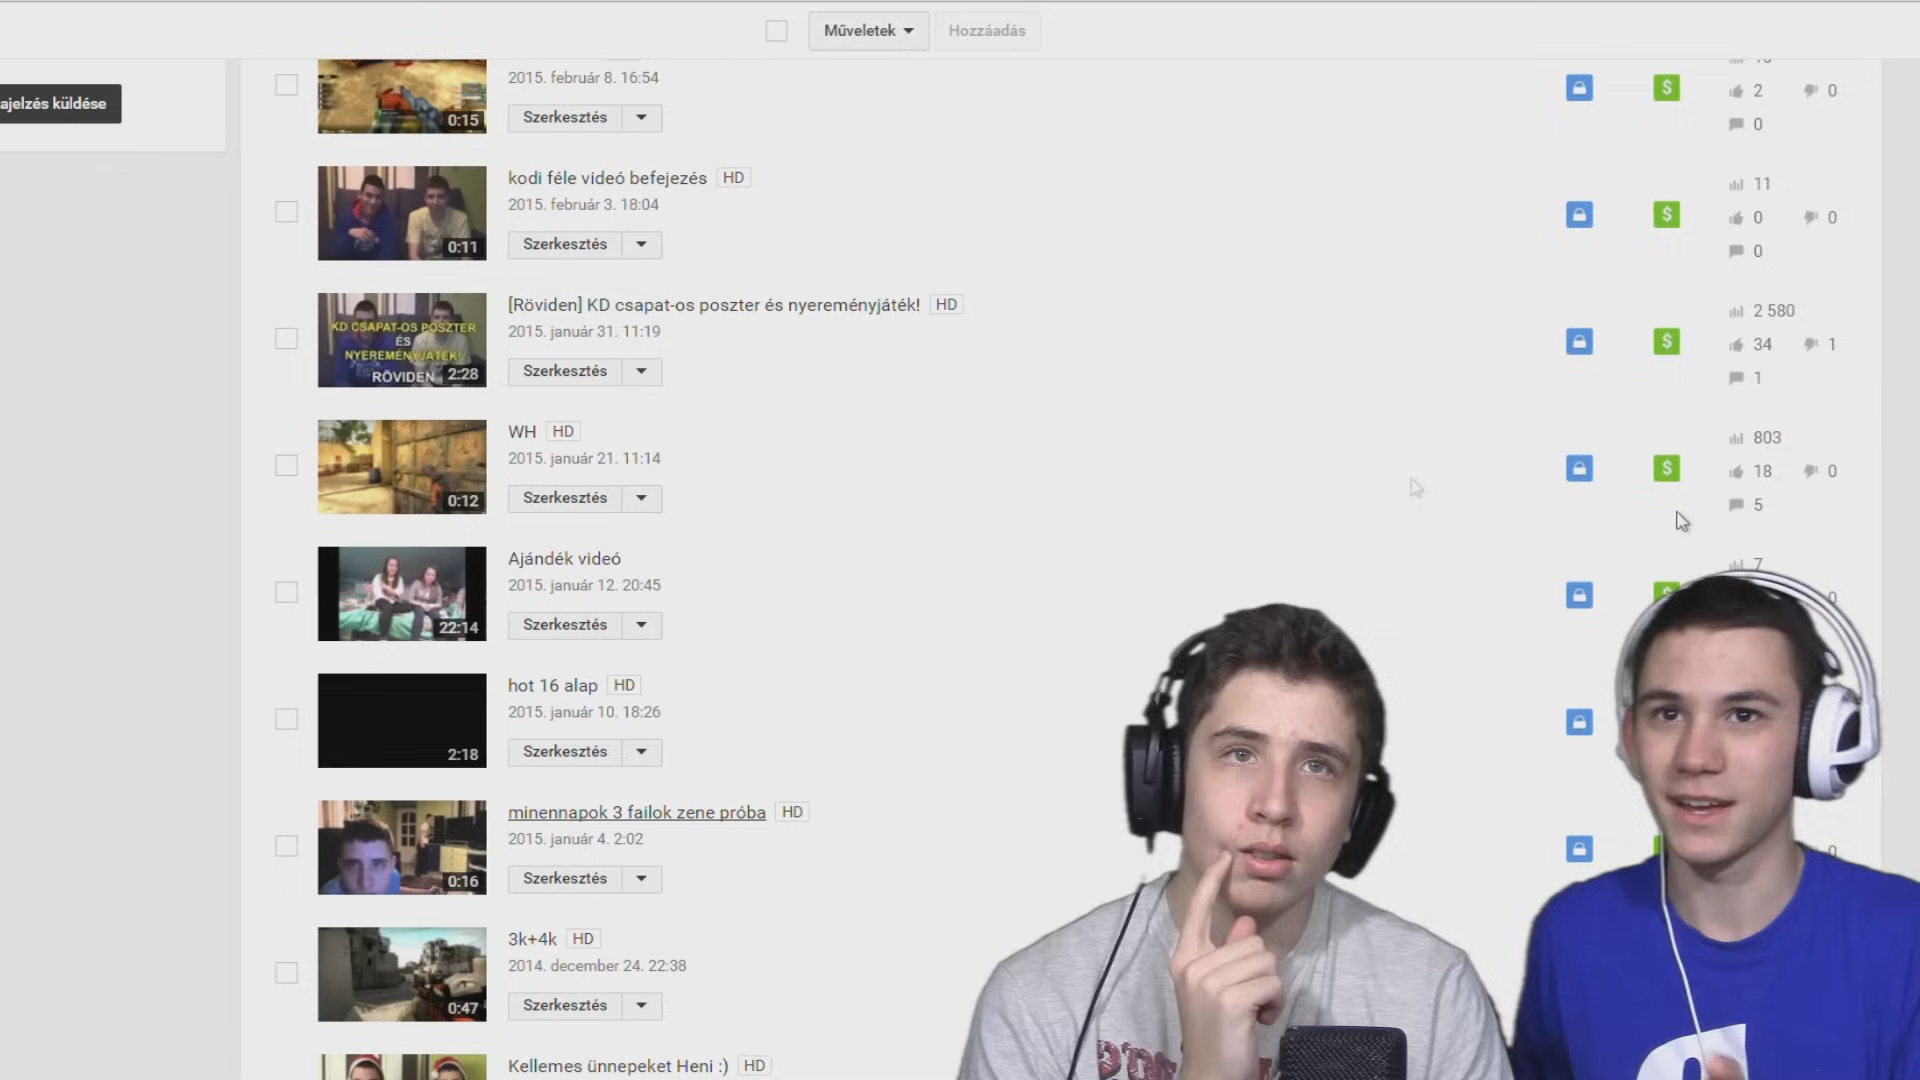 Műveletek
Hozzáadás
ajelzés küldése
0:15
2015. február 8. 16:54
Szerkesztés
2
0
0
0:11
kodi féle videó befejezés HD
2015. február 3. 18:04
Szerkesztés
11
0
0
0
KD CSAPAT-OS POSZTER
ÉS
NYEREMÉNYJÁTÉK!
RÖVIDEN 2:28
[Röviden] KD csapat-os poszter és nyereményjáték! HD
2015. január 31. 11:19
Szerkesztés
2 580
34
1
1
0:12
WH HD
2015. január 21. 11:14
Szerkesztés
803
18
0
5
22:14
Ajándék videó
2015. január 12. 20:45
Szerkesztés
7
0
2:18
hot 16 alap HD
2015. január 10. 18:26
Szerkesztés
0:16
minennapok 3 failok zene próba HD
2015. január 4. 2:02
Szerkesztés
0
0:47
3k+4k HD
2014. december 24. 22:38
Szerkesztés
Kellemes ünnepeket Heni :) HD